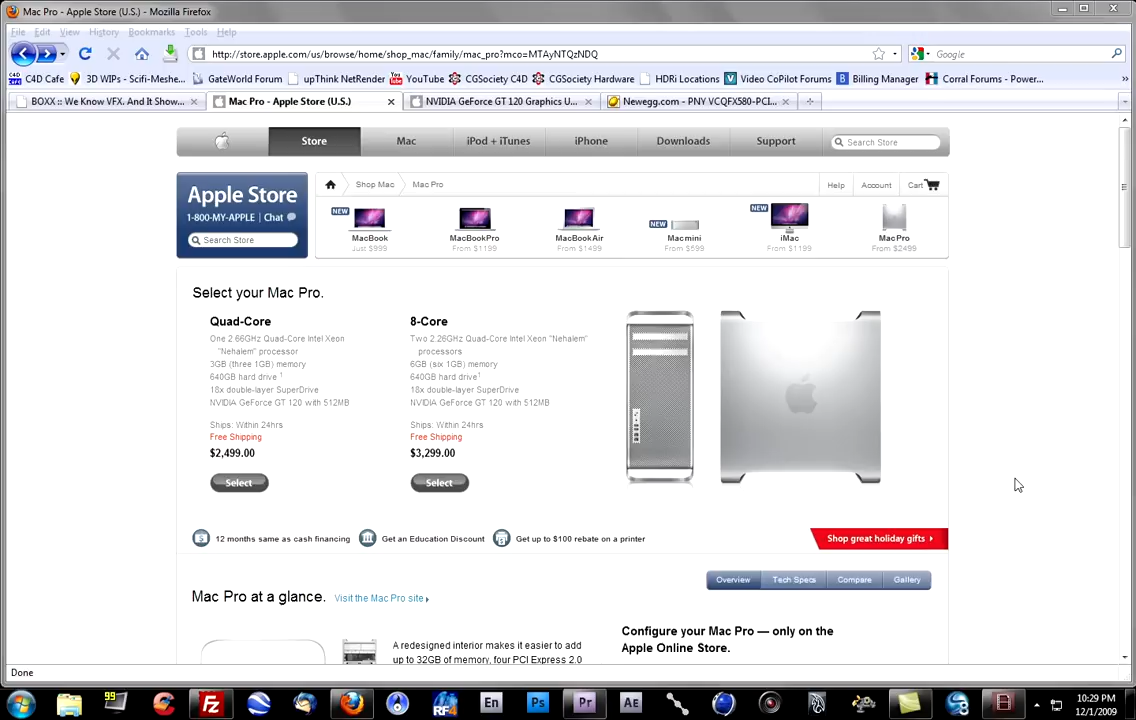 Mac Pro - Apple Store (U.S.) - Mozilla Firefox
File Edit View History Bookmarks Tools Help
http://store.apple.com/us/browse/home/shop_mac/family/mac_pro?mco=MTAyNTQzNDQ
Google
C4D Cafe 3D WIPs - Scifi-Meshe... GateWorld Forum upThink NetRender YouTube CGSociety C4D CGSociety Hardware HDRi Locations Video CoPilot Forums Billing Manager Corral Forums - Powe... »
BOXX :: We Know VFX. And It Show... Mac Pro - Apple Store (U.S.) NVIDIA GeForce GT 120 Graphics U... Newegg.com - PNY VCQFX580-PCI...
Store Mac iPod + iTunes iPhone Downloads Support Search Store
Apple Store
1-800-MY-APPLE | Chat
Search Store
Shop Mac Mac Pro Help Account Cart
NEW NEW NEW
MacBook MacBook Pro MacBook Air Mac mini iMac Mac Pro
Just $999 From $1199 From $1499 From $599 From $1199 From $2499
Select your Mac Pro.
Quad-Core
One 2.66GHz Quad-Core Intel Xeon
"Nehalem" processor
3GB (three 1GB) memory
640GB hard drive 1
18x double-layer SuperDrive
NVIDIA GeForce GT 120 with 512MB
Ships: Within 24hrs
Free Shipping
$2,499.00
Select
8-Core
Two 2.26GHz Quad-Core Intel Xeon "Nehalem"
processors
6GB (six 1GB) memory
640GB hard drive1
18x double-layer SuperDrive
NVIDIA GeForce GT 120 with 512MB
Ships: Within 24hrs
Free Shipping
$3,299.00
Select
12 months same as cash financing Get an Education Discount Get up to $100 rebate on a printer
Shop great holiday gifts
Overview Tech Specs Compare Gallery
Mac Pro at a glance. Visit the Mac Pro site
A redesigned interior makes it easier to add
up to 32GB of memory, four PCI Express 2.0
Configure your Mac Pro — only on the
Apple Online Store.
Done
99 Fz RF4 En Ps Pr Ae
10:29 PM
12/1/2009